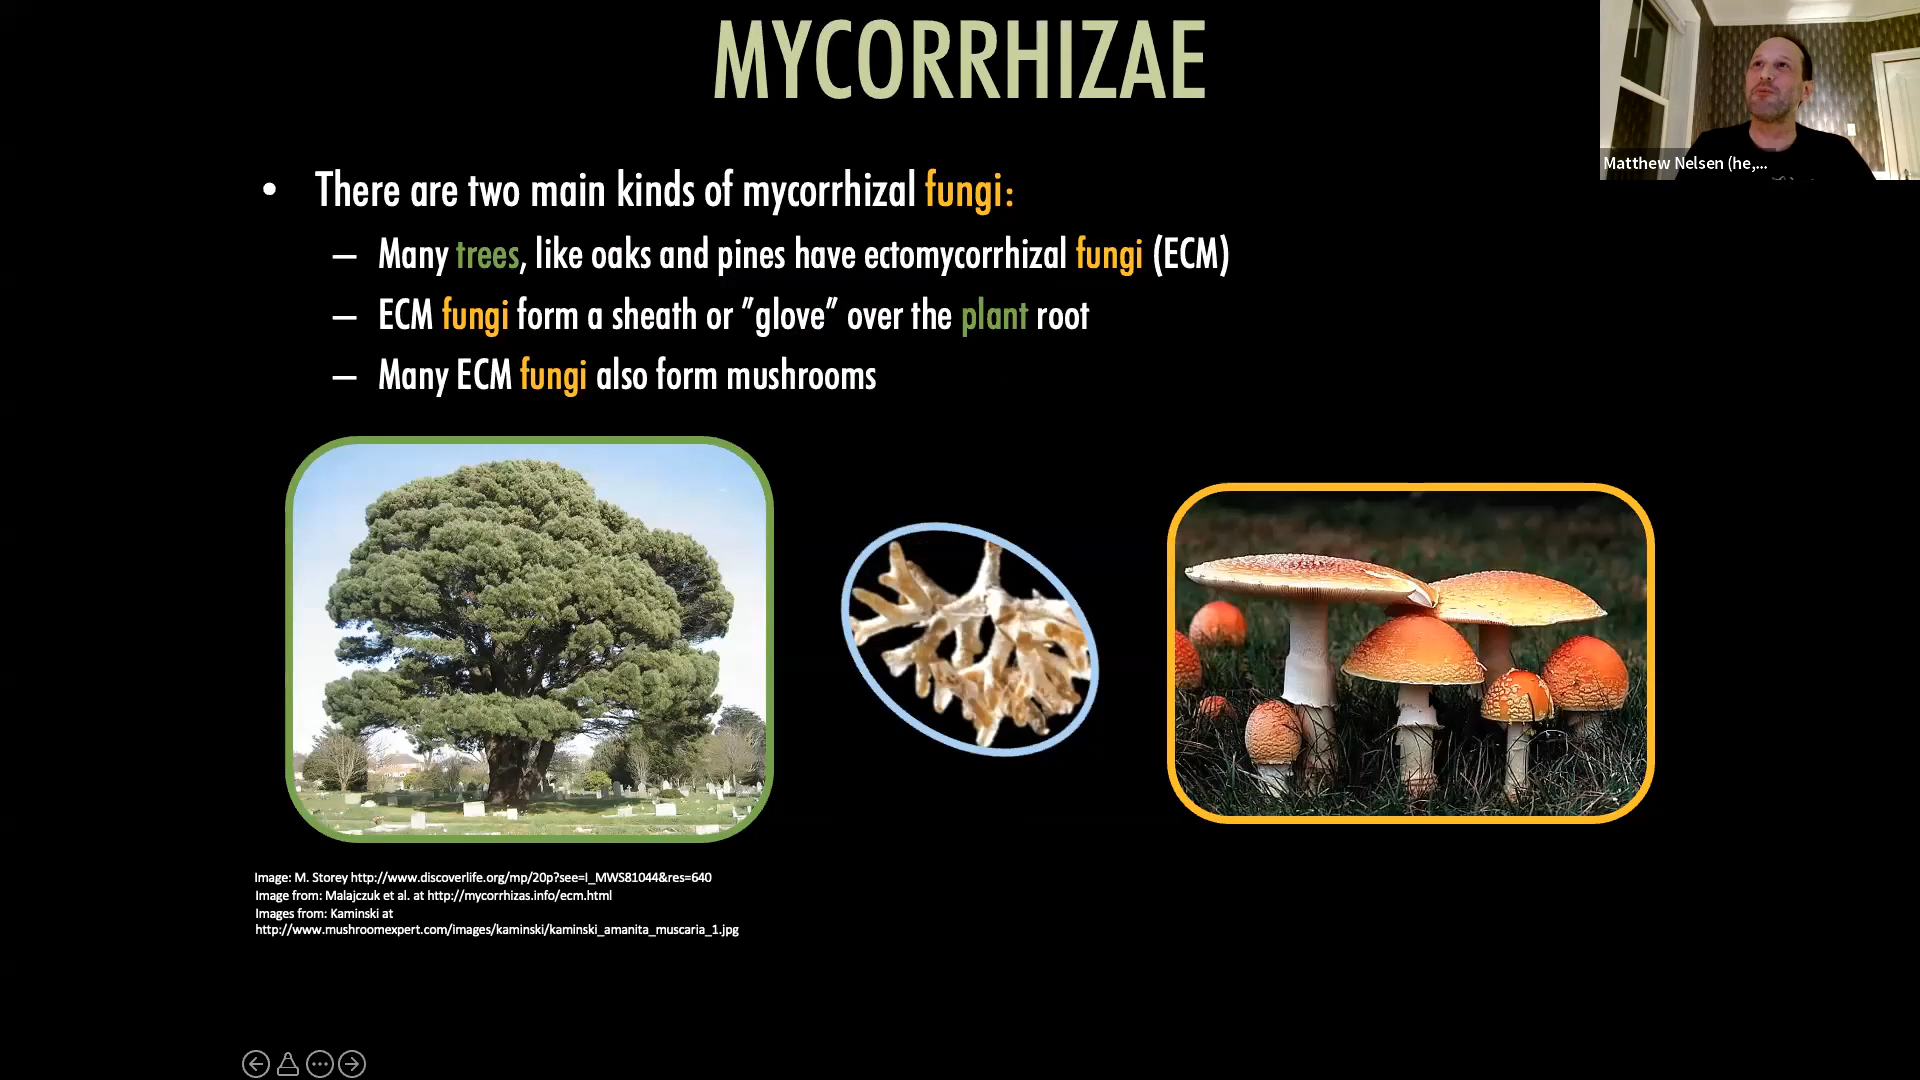 MYCORRHIZAE
Matthew Nelsen (he,...
• There are two main kinds of mycorrhizal fungi:
– Many trees, like oaks and pines have ectomycorrhizal fungi (ECM)
– ECM fungi form a sheath or ”glove” over the plant root
– Many ECM fungi also form mushrooms
Image: M. Storey http://www.discoverlife.org/mp/20p?see=I_MWS81044&res=640
Image from: Malajczuk et al. at http://mycorrhizas.info/ecm.html
Images from: Kaminski at
http://www.mushroomexpert.com/images/kaminski/kaminski_amanita_muscaria_1.jpg